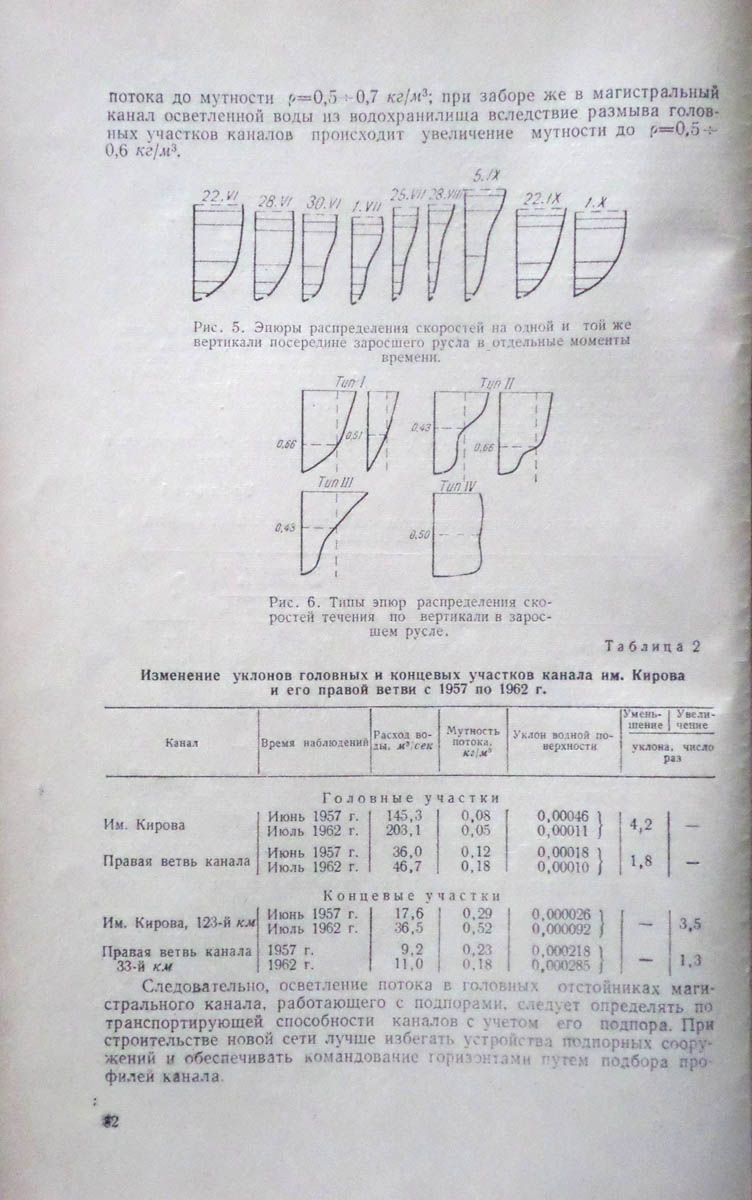 потока до мутности ρ=0,5÷0,7 кг/м³; при заборе же в магистральный
канал осветленной воды из водохранилища вследствие размыва голов-
ных участков каналов происходит увеличение мутности до ρ=0,5÷
0,6 кг/м³.
22.VI 28.VI 30.VI 1.VII 25.VII 28.VII 5.IX 22.IX 1.X
Рис. 5. Эпюры распределения скоростей на одной и той же
вертикали посередине заросшего русла в отдельные моменты
времени.
Тип I Тип II
0,66 0,51 0,43 0,66
Тип III Тип IV
0,43 0,50
Рис. 6. Типы эпюр распределения ско-
ростей течения по вертикали в зарос-
шем русле.
Таблица 2
Изменение уклонов головных и концевых участков канала им. Кирова
и его правой ветви с 1957 по 1962 г.
Канал Время наблюдений Расход во-
ды, м³/сек Мутность
потока,
кг/м³ Уклон водной по-
верхности Умень-
шение Увели-
чение
уклона, число
раз
Головные участки
Им. Кирова Июнь 1957 г. 145,3 0,08 0,00046 } 4,2 —
Июль 1962 г. 203,1 0,05 0,00011 }
Правая ветвь канала Июнь 1957 г. 36,0 0,12 0,00018 } 1,8 —
Июль 1962 г. 46,7 0,18 0,00010 }
Концевые участки
Им. Кирова, 123-й км Июнь 1957 г. 17,6 0,29 0,000026 } — 3,5
Июль 1962 г. 36,5 0,52 0,000092 }
Правая ветвь канала 1957 г. 9,2 0,23 0,000218 } — 1,3
33-й км 1962 г. 11,0 0,18 0,000285 }
Следовательно, осветление потока в головных отстойниках маги-
стрального канала, работающего с подпорами, следует определять по
транспортирующей способности каналов с учетом его подпора. При
строительстве новой сети лучше избегать устройства подпорных соору-
жений и обеспечивать командование горизонтами путем подбора про
филей канала.